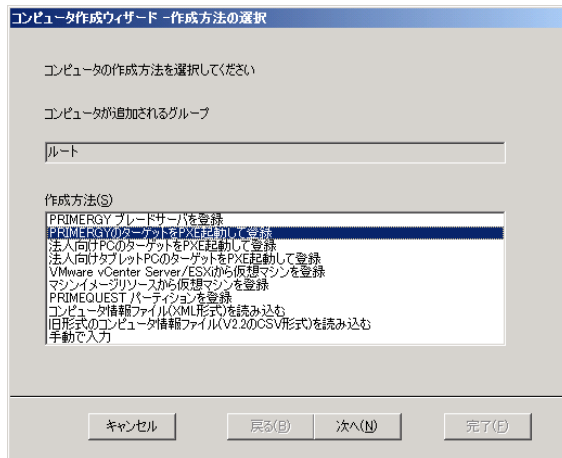 コンピュータ作成ウィザード -作成方法の選択
コンピュータの作成方法を選択してください
コンピュータが追加されるグループ
ルート
作成方法(S)
PRIMERGY ブレードサーバを登録
PRIMERGYのターゲットをPXE起動して登録
法人向けPCのターゲットをPXE起動して登録
法人向けタブレットPCのターゲットをPXE起動して登録
VMware vCenter Server/ESXiから仮想マシンを登録
マシンイメージリソースから仮想マシンを登録
PRIMEQUEST パーティションを登録
コンピュータ情報ファイル(XML形式)を読み込む
旧形式のコンピュータ情報ファイル(V2.2のCSV形式)を読み込む
手動で入力
キャンセル 戻る(B) 次へ(N) 完了(F)